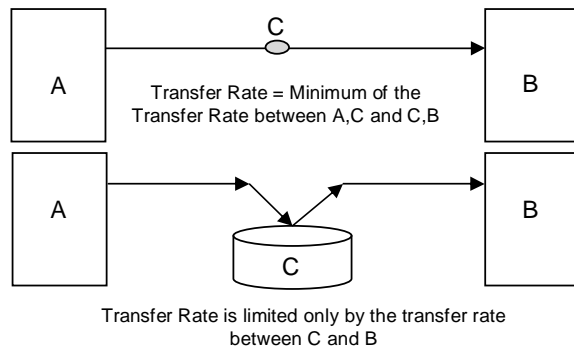 C
A
B
Transfer Rate = Minimum of the
Transfer Rate between A,C and C,B
A
B
C
Transfer Rate is limited only by the transfer rate
between C and B